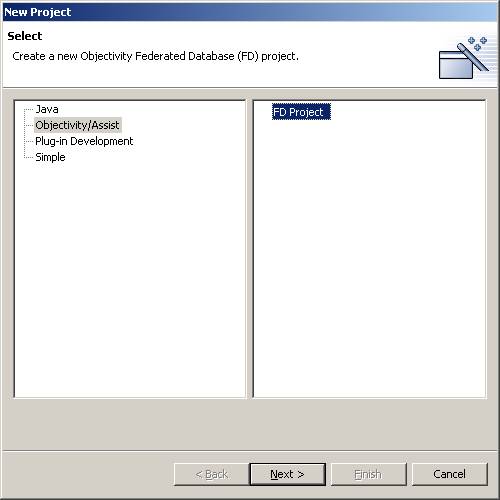 New Project
Select
Create a new Objectivity Federated Database (FD) project.
Java
Objectivity/Assist
Plug-in Development
Simple
FD Project
< Back
Next >
Finish
Cancel